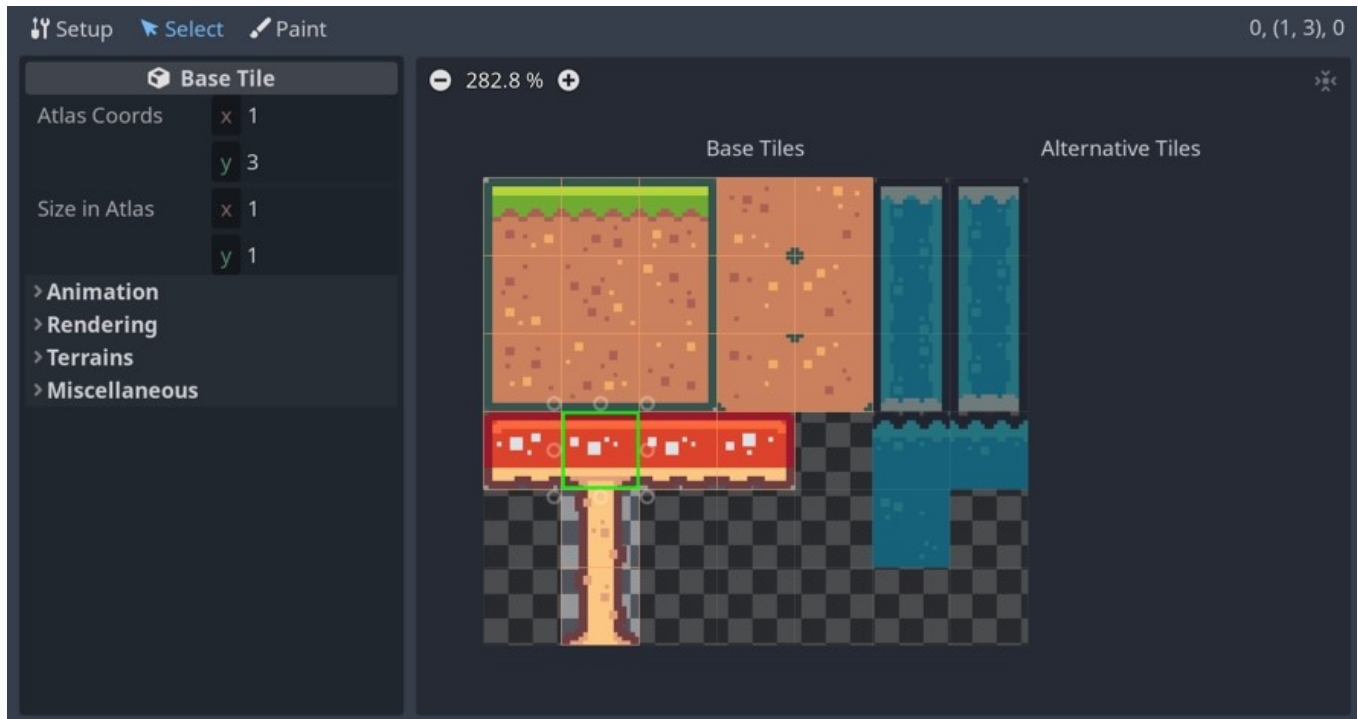 Setup Select Paint 0, (1, 3), 0
Base Tile
Atlas Coords x 1
y 3
Size in Atlas x 1
y 1
Animation
Rendering
Terrains
Miscellaneous
282.8 %
Base Tiles Alternative Tiles